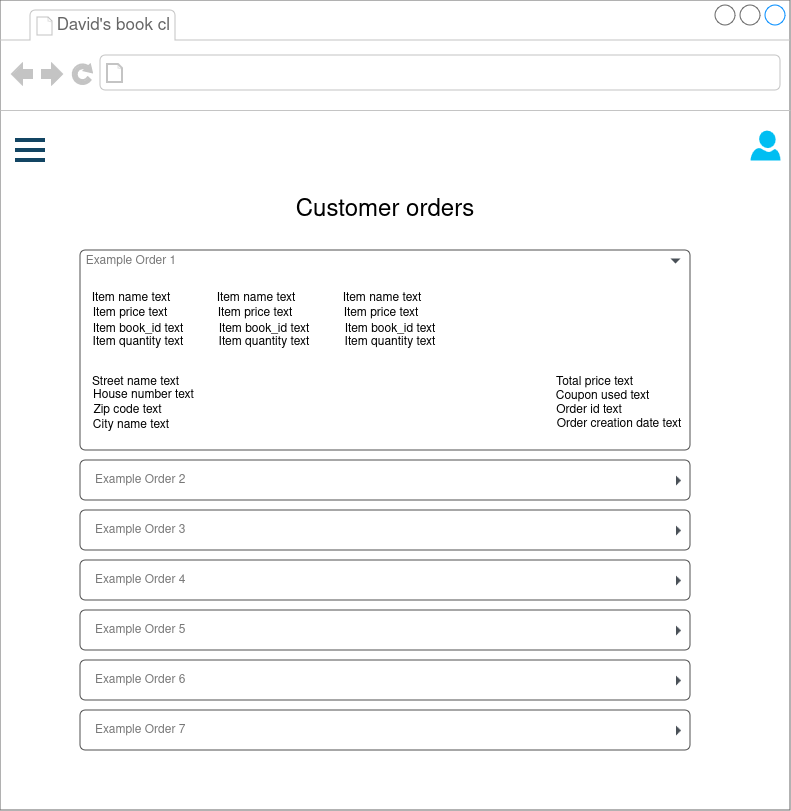 David's book cl
Customer orders
Example Order 1
Item name text Item name text Item name text
Item price text Item price text Item price text
Item book_id text Item book_id text Item book_id text
Item quantity text Item quantity text Item quantity text
Street name text Total price text
House number text Coupon used text
Zip code text Order id text
City name text Order creation date text
Example Order 2
Example Order 3
Example Order 4
Example Order 5
Example Order 6
Example Order 7